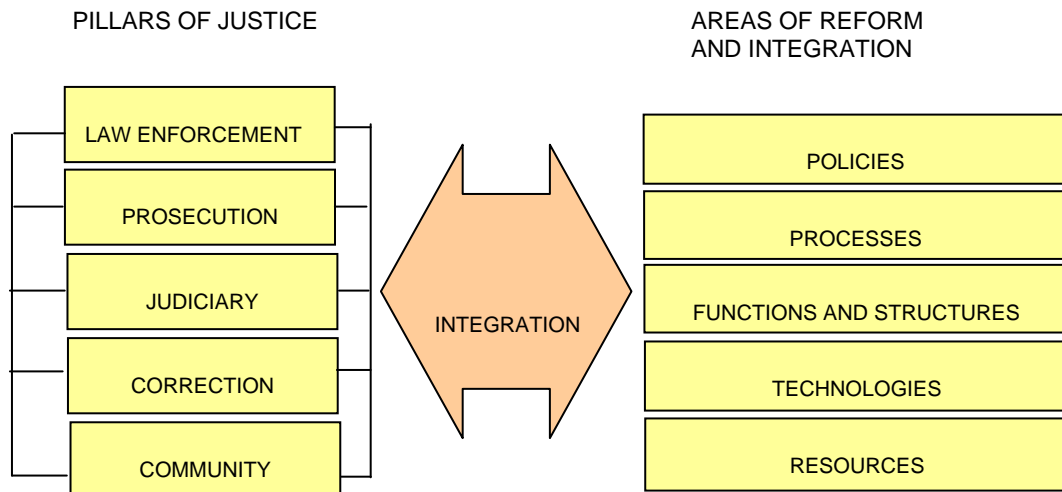 PILLARS OF JUSTICE
LAW ENFORCEMENT
PROSECUTION
JUDICIARY
CORRECTION
COMMUNITY
INTEGRATION
AREAS OF REFORM
AND INTEGRATION
POLICIES
PROCESSES
FUNCTIONS AND STRUCTURES
TECHNOLOGIES
RESOURCES